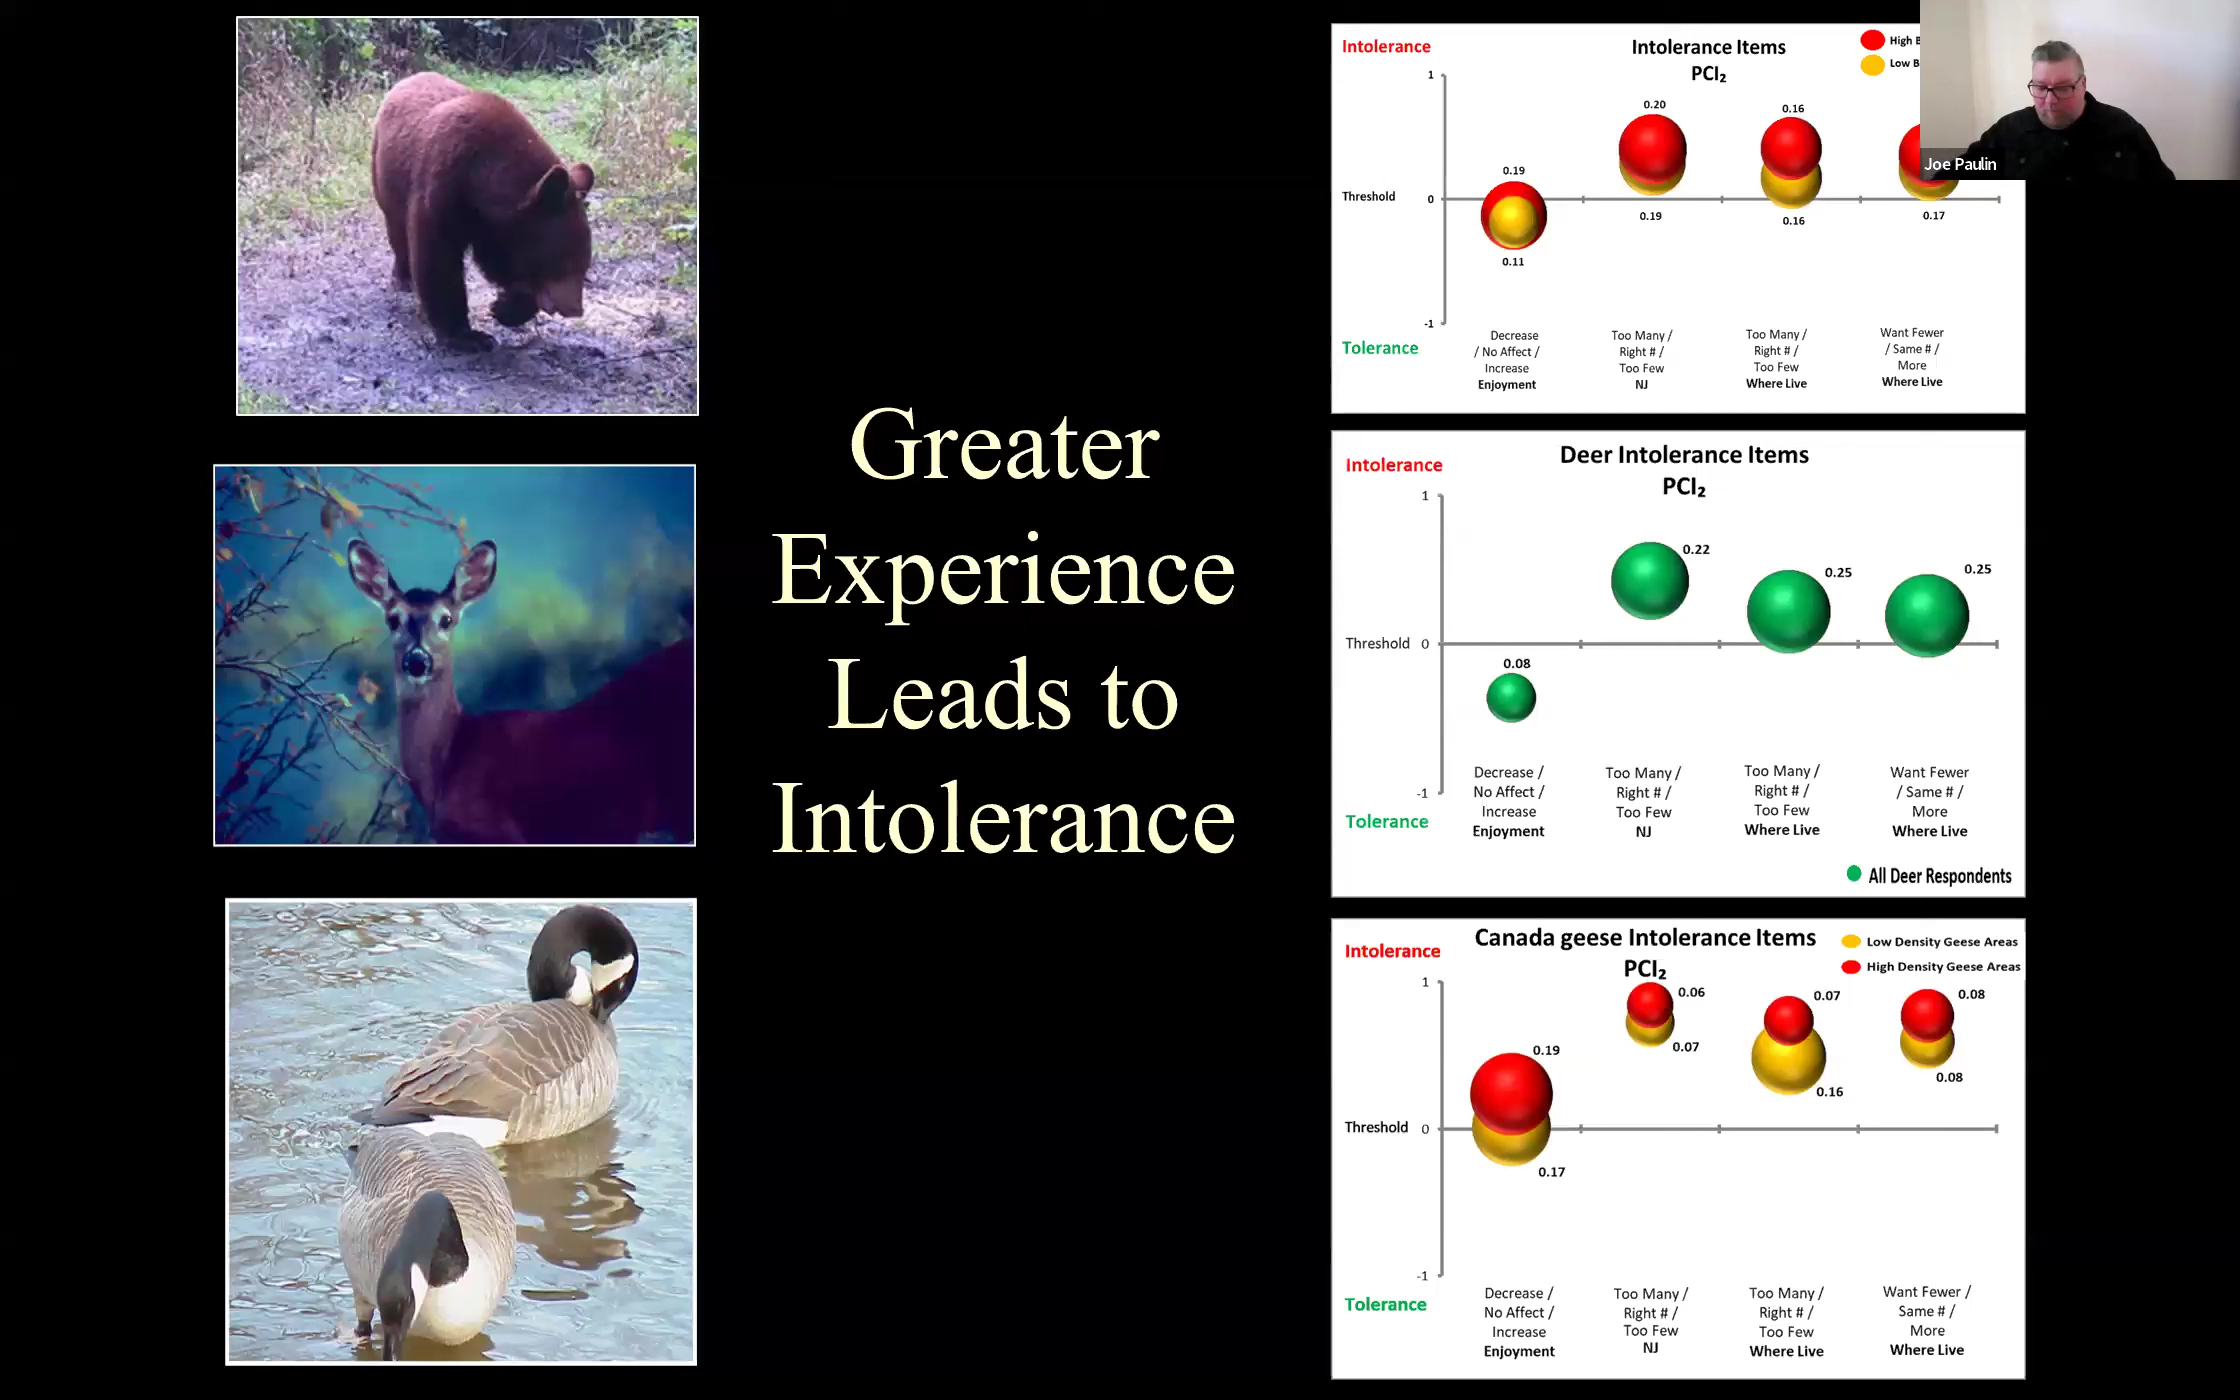 Greater
Experience
Leads to
Intolerance
Intolerance
Intolerance Items
PCI₂
High
Low
1
0.20
0.16
0.19
Threshold
0
0.19
0.16
0.17
0.11
-1
Tolerance
Decrease
/ No Affect /
Increase
Enjoyment
Too Many /
Right # /
Too Few
NJ
Too Many /
Right # /
Too Few
Where Live
Want Fewer
/ Same # /
More
Where Live
Joe Paulin
Intolerance
Deer Intolerance Items
PCI₂
1
0.22
0.25
0.25
Threshold
0
0.08
-1
Tolerance
Decrease /
No Affect /
Increase
Enjoyment
Too Many /
Right # /
Too Few
NJ
Too Many /
Right # /
Too Few
Where Live
Want Fewer
/ Same # /
More
Where Live
All Deer Respondents
Intolerance
Canada geese Intolerance Items
PCI₂
Low Density Geese Areas
High Density Geese Areas
1
0.06
0.07
0.08
0.19
0.07
0.16
0.08
Threshold
0
0.17
-1
Tolerance
Decrease /
No Affect /
Increase
Enjoyment
Too Many /
Right # /
Too Few
NJ
Too Many /
Right # /
Too Few
Where Live
Want Fewer /
Same # /
More
Where Live